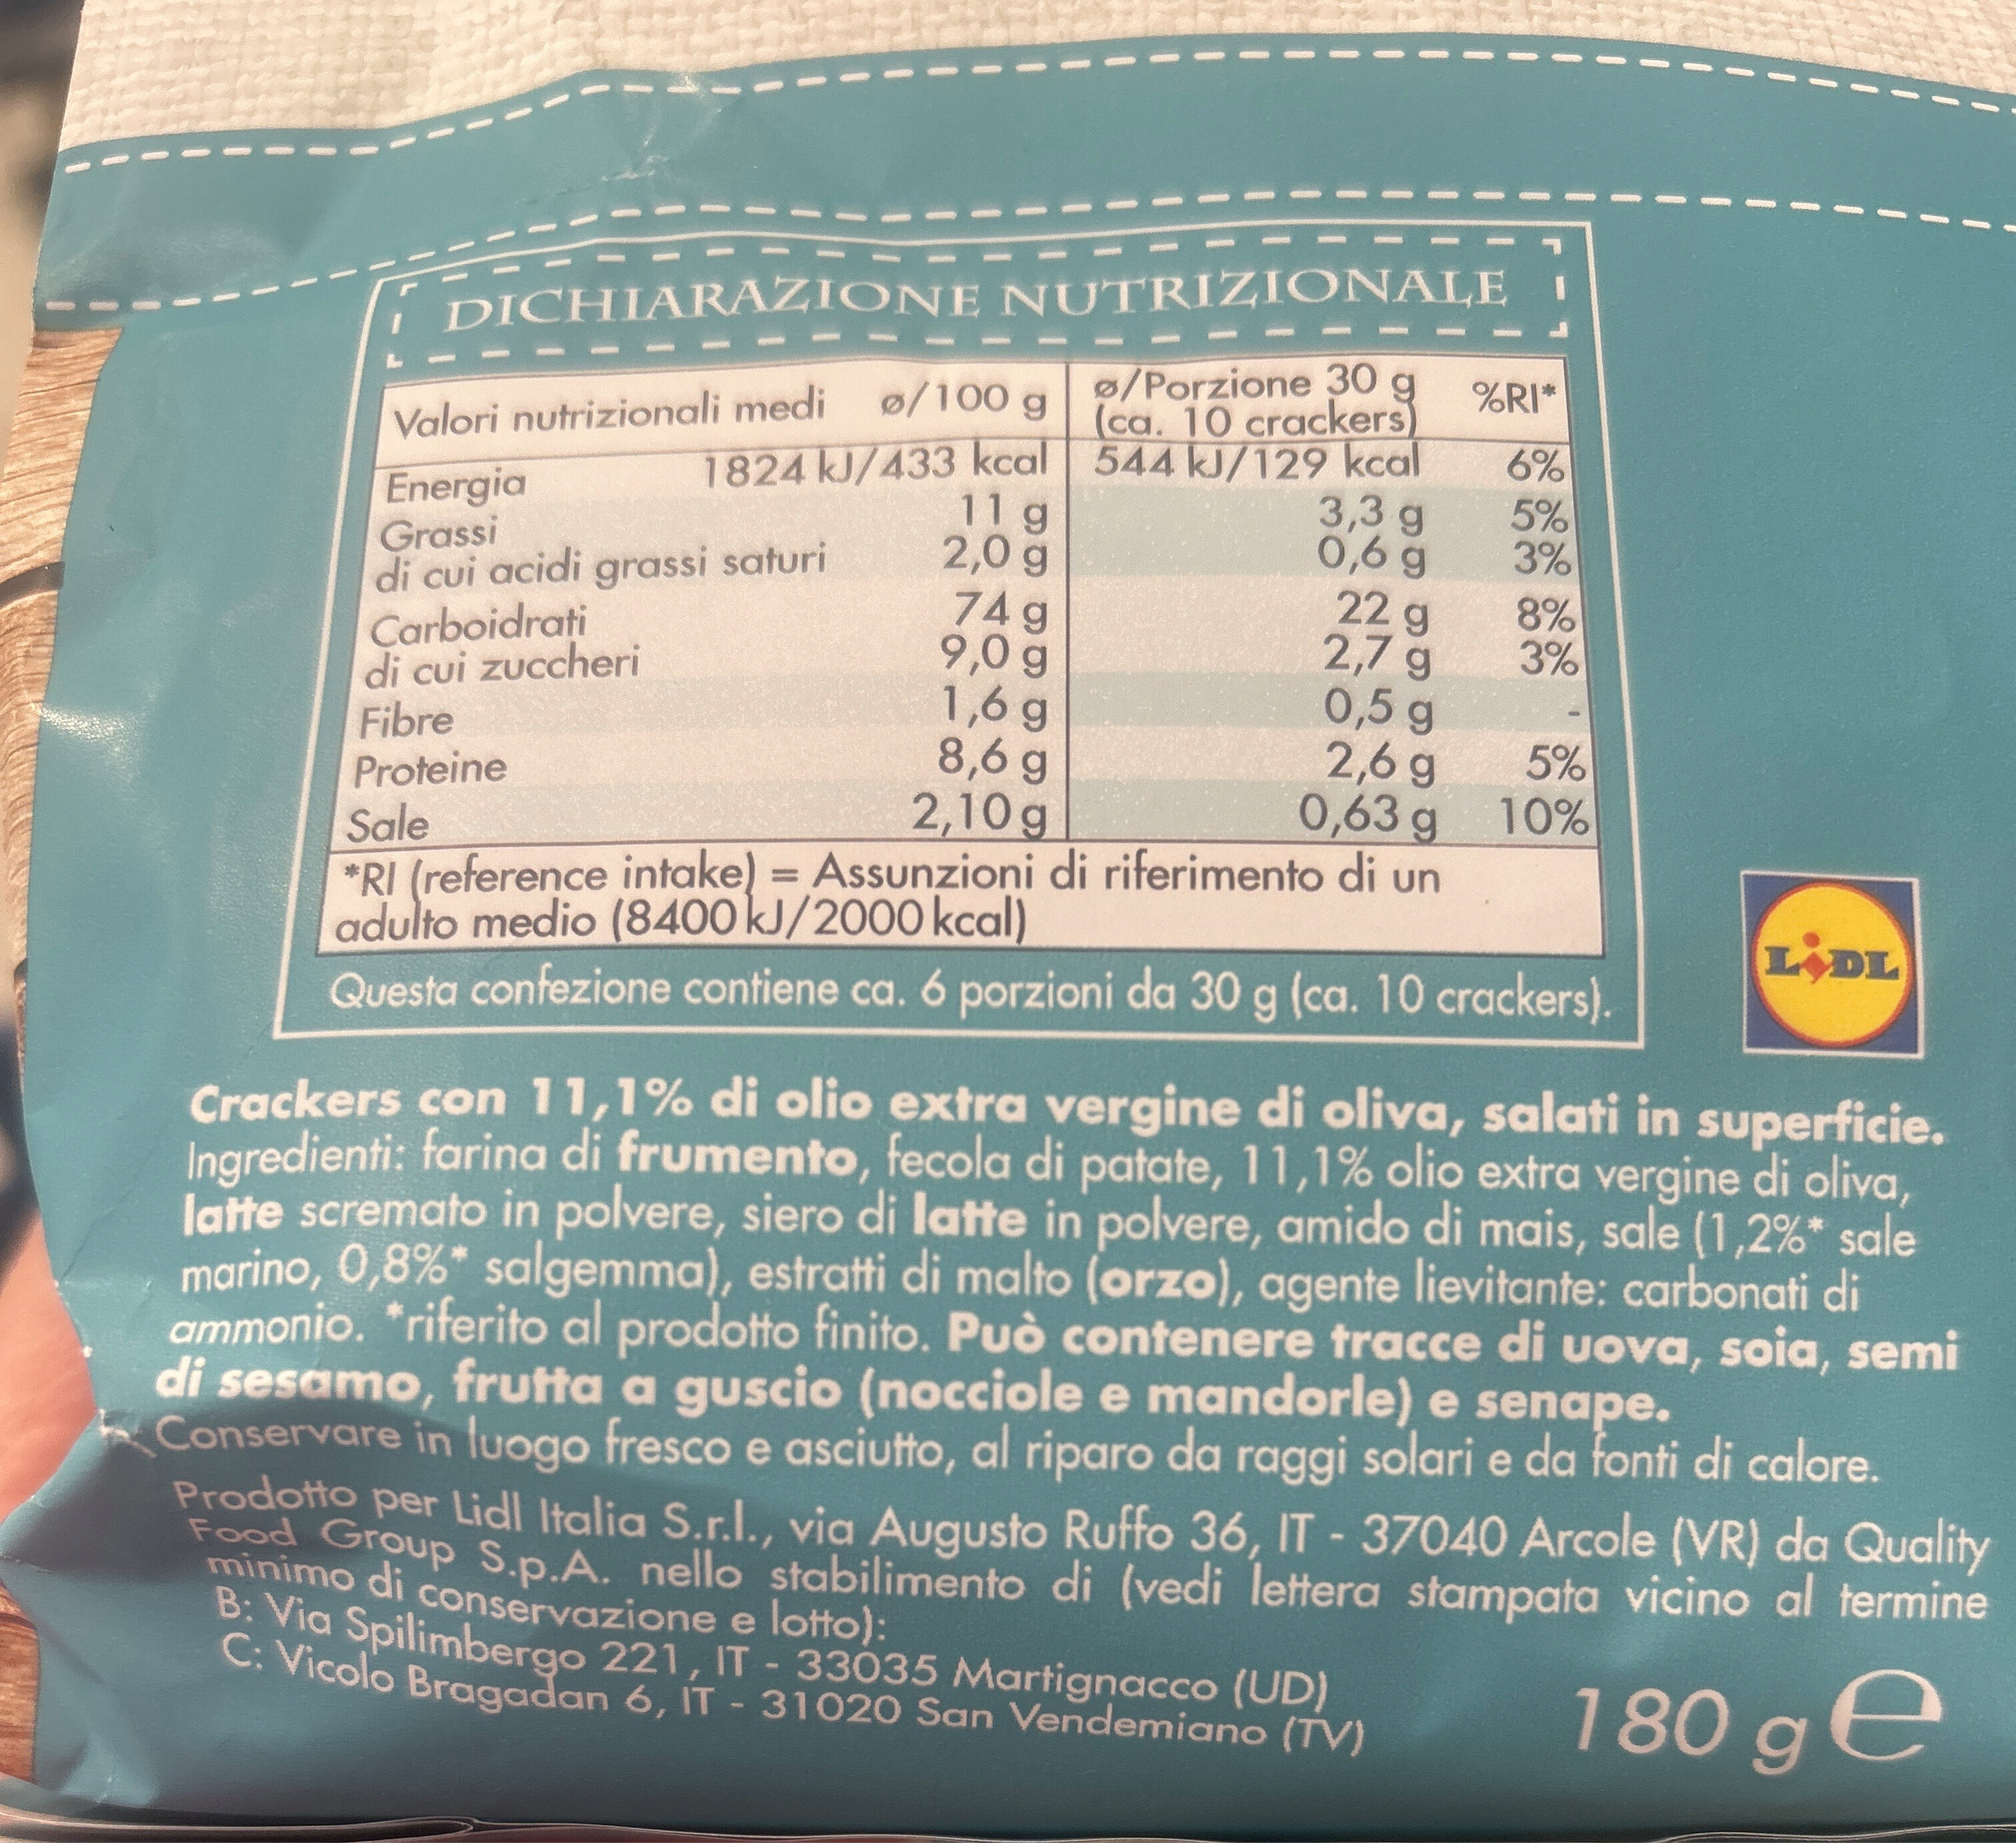 DICHIARAZIONE NUTRIZIONALE
Valori nutrizionali medi ø/100 g ø/Porzione 30 g (ca. 10 crackers) %RI*
Energia 1824 kJ/433 kcal 544 kJ/129 kcal 6%
Grassi 11 g 3,3 g 5%
di cui acidi grassi saturi 2,0 g 0,6 g 3%
Carboidrati 74 g 22 g 8%
di cui zuccheri 9,0 g 2,7 g 3%
Fibre 1,6 g 0,5 g -
Proteine 8,6 g 2,6 g 5%
Sale 2,10 g 0,63 g 10%
*RI (reference intake) = Assunzioni di riferimento di un
adulto medio (8400 kJ/2000 kcal)
Questa confezione contiene ca. 6 porzioni da 30 g (ca. 10 crackers).
LIDL
Crackers con 11,1% di olio extra vergine di oliva, salati in superficie.
Ingredienti: farina di frumento, fecola di patate, 11,1% olio extra vergine di oliva,
latte scremato in polvere, siero di latte in polvere, amido di mais, sale (1,2%* sale
marino, 0,8%* salgemma), estratti di malto (orzo), agente lievitante: carbonati di
ammonio. *riferito al prodotto finito. Può contenere tracce di uova, soia, semi
di sesamo, frutta a guscio (nocciole e mandorle) e senape.
Conservare in luogo fresco e asciutto, al riparo da raggi solari e da fonti di calore.
Prodotto per Lidl Italia S.r.l., via Augusto Ruffo 36, IT - 37040 Arcole (VR) da Quality
Food Group S.p.A. nello stabilimento di (vedi lettera stampata vicino al termine
minimo di conservazione e lotto):
B: Via Spilimbergo 221, IT - 33035 Martignacco (UD)
C: Vicolo Bragadan 6, IT - 31020 San Vendemiano (TV)
180 g e